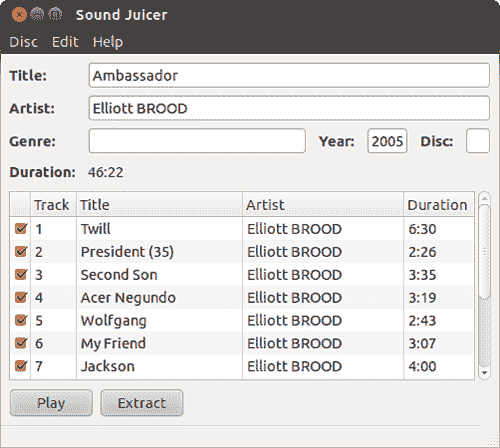 Sound Juicer
Disc Edit Help
Title: Ambassador
Artist: Elliott BROOD
Genre: Year: 2005 Disc:
Duration: 46:22
Track Title Artist Duration
1 Twill Elliott BROOD 6:30
2 President (35) Elliott BROOD 2:26
3 Second Son Elliott BROOD 3:35
4 Acer Negundo Elliott BROOD 3:19
5 Wolfgang Elliott BROOD 2:43
6 My Friend Elliott BROOD 3:07
7 Jackson Elliott BROOD 4:00
Play Extract